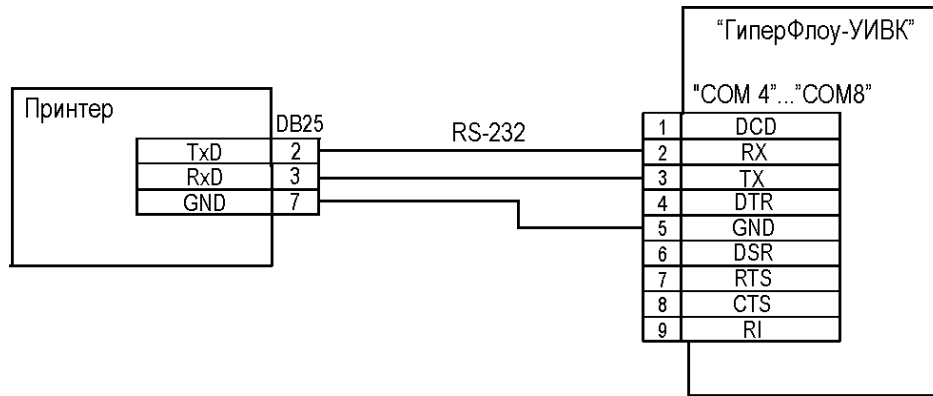 “ГиперФлоу-УИВК”
"COM 4”...”COM8”
Принтер
DB25
RS-232
TxD 2
RxD 3
GND 7
1 DCD
2 RX
3 TX
4 DTR
5 GND
6 DSR
7 RTS
8 CTS
9 RI